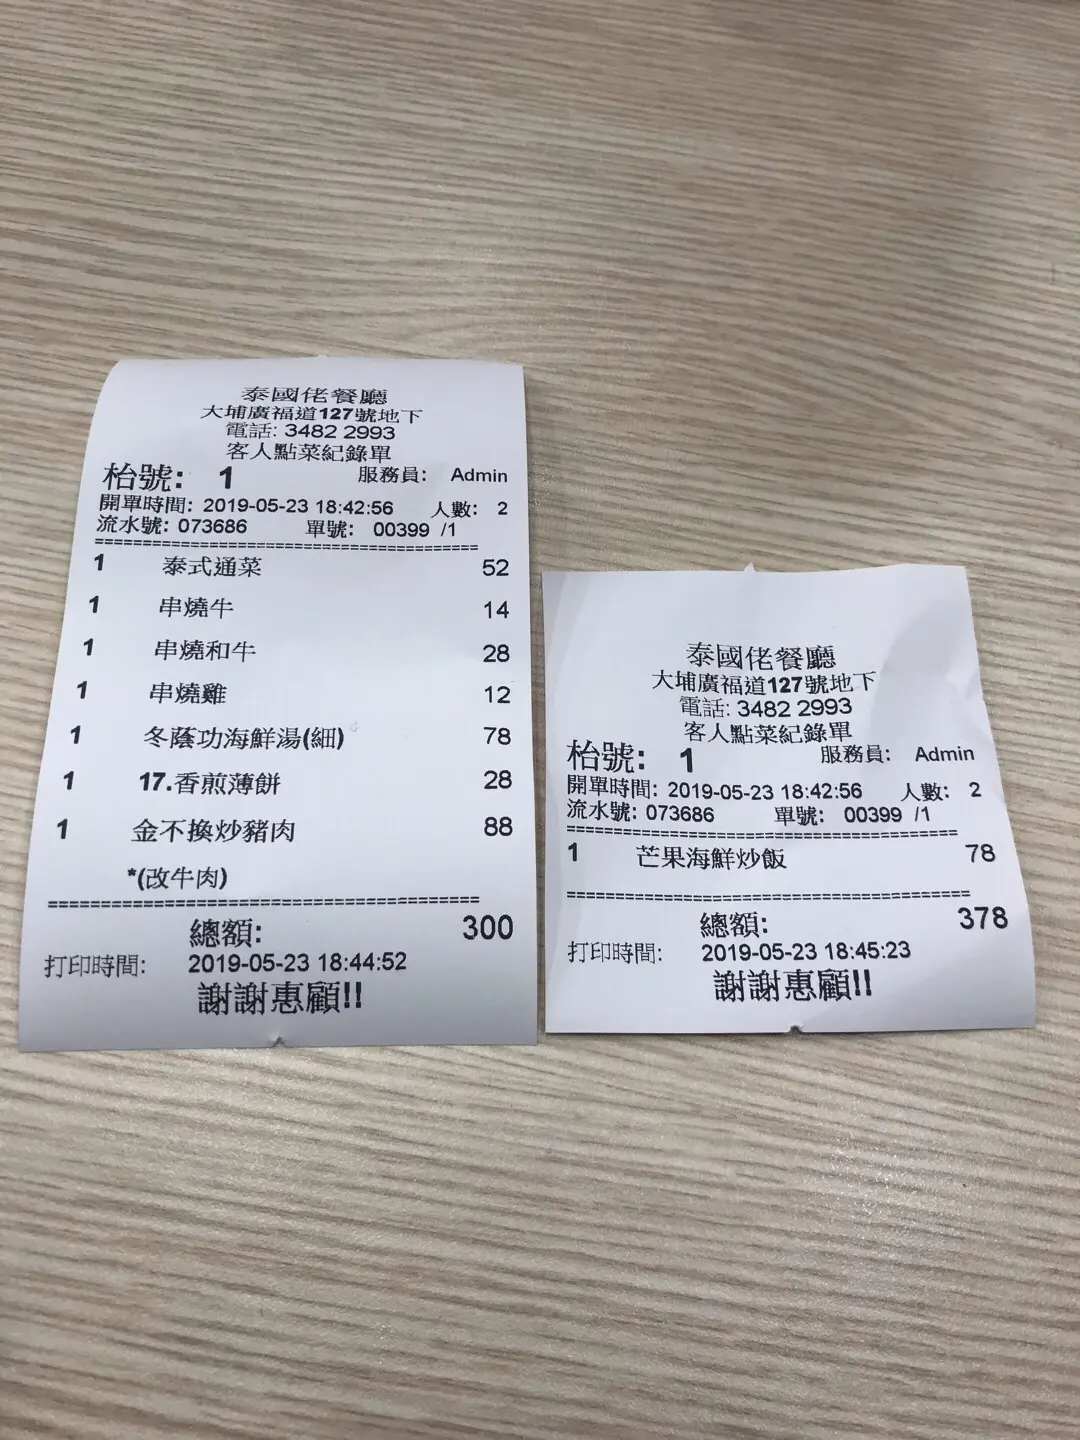 泰國佬餐廳
大埔廣福道127號地下
電話: 3482 2993
客人點菜紀錄單
枱號: 1 服務員: Admin
開單時間: 2019-05-23 18:42:56 人數: 2
流水號: 073686 單號: 00399 /1
1 泰式通菜 52
1 串燒牛 14
1 串燒和牛 28
1 串燒雞 12
1 冬蔭功海鮮湯(細) 78
1 17.香煎薄餅 28
1 金不換炒豬肉 88
*(改牛肉)
總額: 300
打印時間: 2019-05-23 18:44:52
謝謝惠顧!!
泰國佬餐廳
大埔廣福道127號地下
電話: 3482 2993
客人點菜紀錄單
枱號: 1 服務員: Admin
開單時間: 2019-05-23 18:42:56 人數: 2
流水號: 073686 單號: 00399 /1
1 芒果海鮮炒飯 78
總額: 378
打印時間: 2019-05-23 18:45:23
謝謝惠顧!!